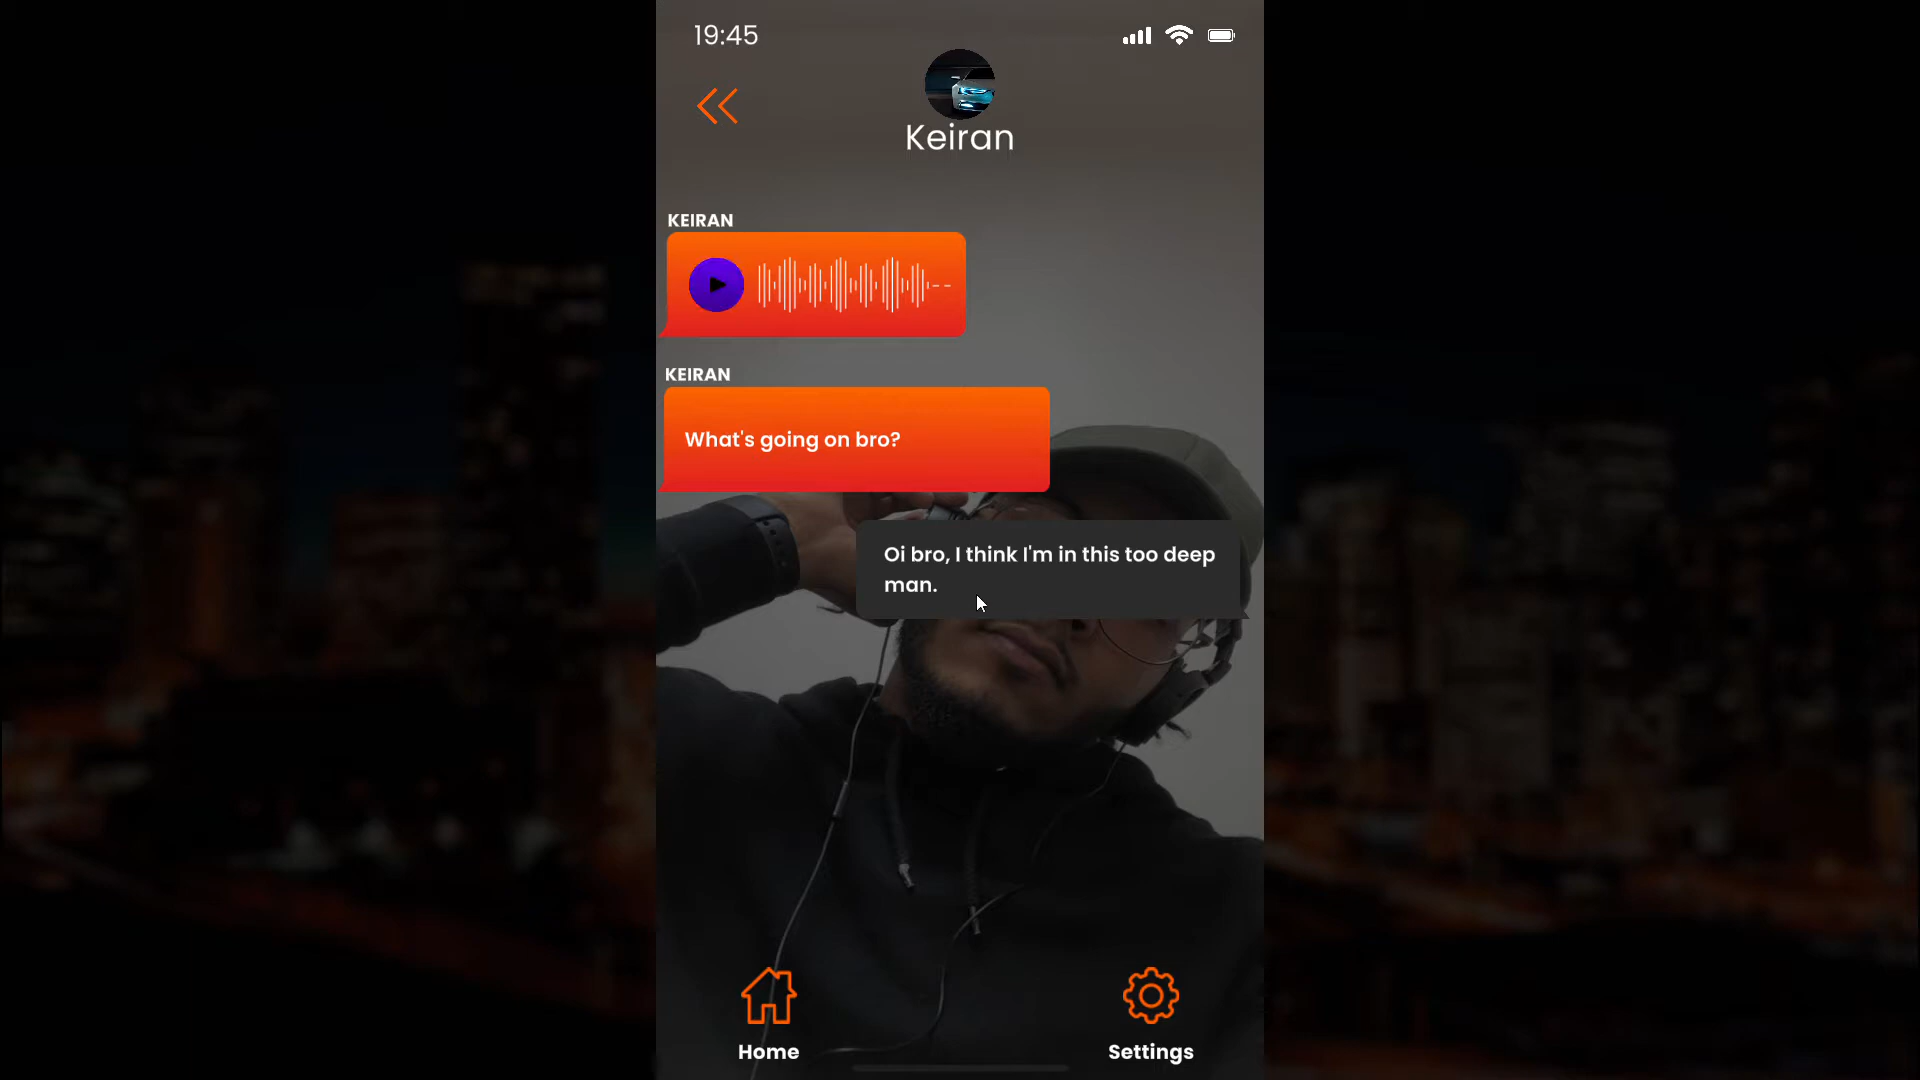 19:45
Keiran
KEIRAN
KEIRAN
What's going on bro?
Oi bro, I think I'm in this too deep
man.
Home
Settings